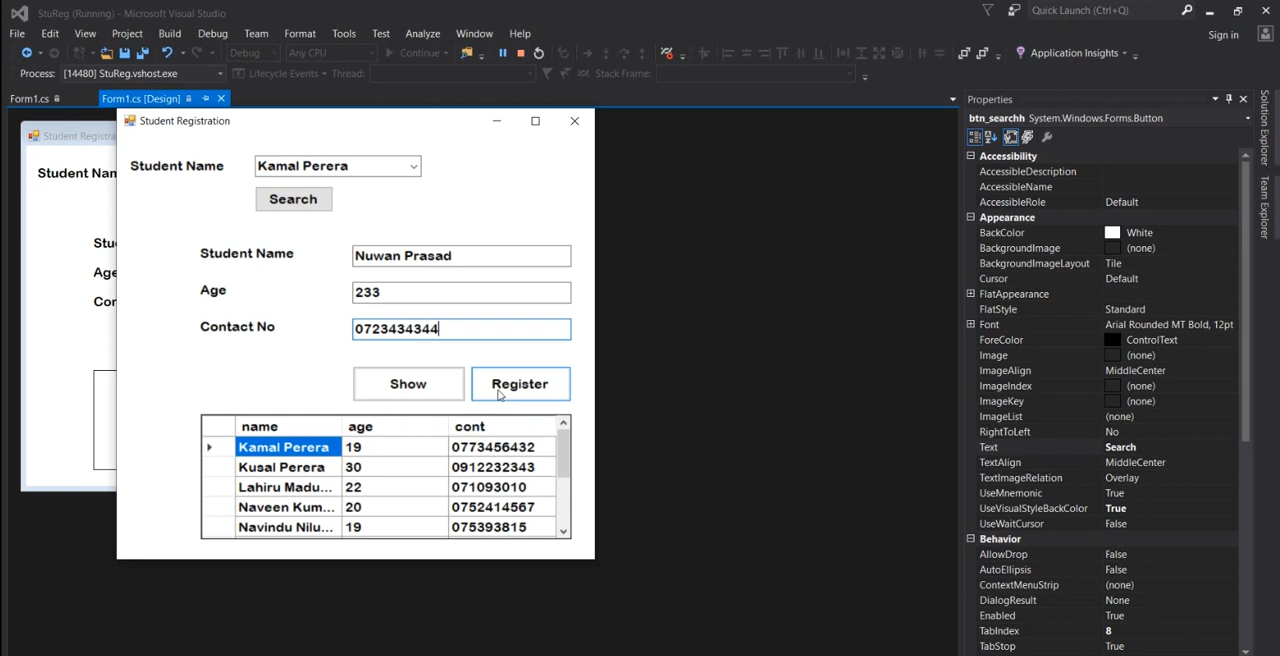 StuReg (Running) - Microsoft Visual Studio
Quick Launch (Ctrl+Q)
File Edit View Project Build Debug Team Format Tools Test Analyze Window Help
Sign in
Debug Any CPU Continue Application Insights
Process: [14480] StuReg.vshost.exe Lifecycle Events Thread: Stack Frame:
Form1.cs Form1.cs [Design]
Student Registra
Student Nam
Stu
Age
Con
Student Registration
Student Name Kamal Perera
Search
Student Name Nuwan Prasad
Age 233
Contact No 0723434344
Show Register
name age cont
Kamal Perera 19 0773456432
Kusal Perera 30 0912232343
Lahiru Madu... 22 071093010
Naveen Kum... 20 0752414567
Navindu Nilu... 19 075393815
Properties
btn_searchh System.Windows.Forms.Button
Accessibility
AccessibleDescription
AccessibleName
AccessibleRole Default
Appearance
BackColor White
BackgroundImage (none)
BackgroundImageLayout Tile
Cursor Default
FlatAppearance
FlatStyle Standard
Font Arial Rounded MT Bold, 12pt
ForeColor ControlText
Image (none)
ImageAlign MiddleCenter
ImageIndex (none)
ImageKey (none)
ImageList (none)
RightToLeft No
Text Search
TextAlign MiddleCenter
TextImageRelation Overlay
UseMnemonic True
UseVisualStyleBackColor True
UseWaitCursor False
Behavior
AllowDrop False
AutoEllipsis False
ContextMenuStrip (none)
DialogResult None
Enabled True
TabIndex 8
TabStop True
Solution Explorer
Team Explorer